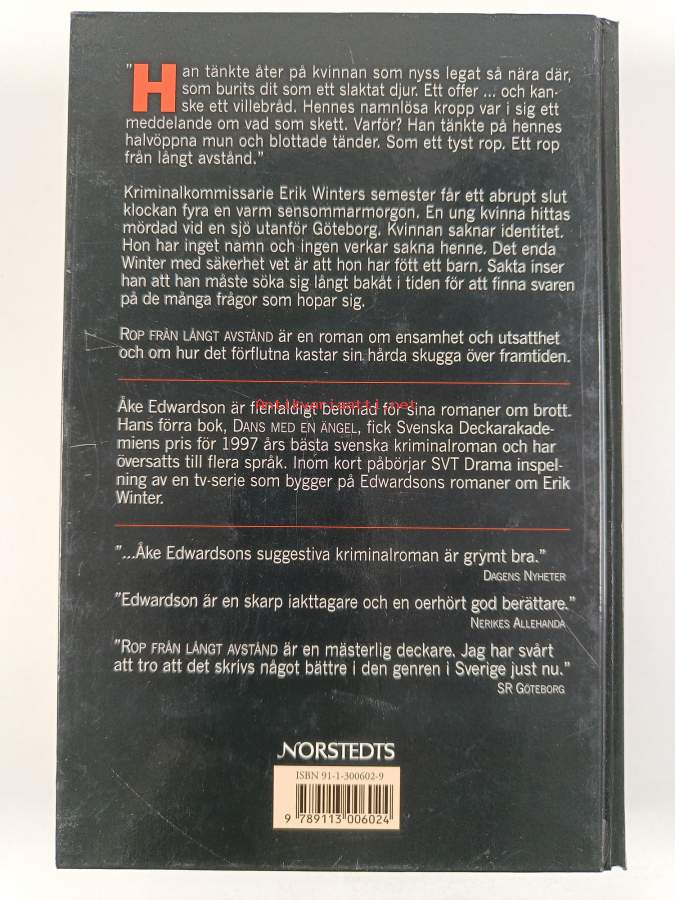 "Han tänkte åter på kvinnan som nyss legat så nära där,
som burits dit som ett slaktat djur. Ett offer ... och kan-
ske ett villebråd. Hennes namnlösa kropp var i sig ett
meddelande om vad som skett. Varför? Han tänkte på hennes
halvöppna mun och blottade tänder. Som ett tyst rop. Ett rop
från långt avstånd."
Kriminalkommissarie Erik Winters semester får ett abrupt slut
klockan fyra en varm sensommarmorgon. En ung kvinna hittas
mördad vid en sjö utanför Göteborg. Kvinnan saknar identitet.
Hon har inget namn och ingen verkar sakna henne. Det enda
Winter med säkerhet vet är att hon har fött ett barn. Sakta inser
han att han måste söka sig långt bakåt i tiden för att finna svaren
på de många frågor som hopar sig.
ROP FRÅN LÅNGT AVSTÅND är en roman om ensamhet och utsatthet
och om hur det förflutna kastar sin hårda skugga över framtiden.
Antikvariaatti.net
Åke Edwardson är flerfaldigt belönad för sina romaner om brott.
Hans förra bok, DANS MED EN ÄNGEL, fick Svenska Deckarakade-
miens pris för 1997 års bästa svenska kriminalroman och har
översatts till flera språk. Inom kort påbörjar SVT Drama inspel-
ning av en tv-serie som bygger på Edwardsons romaner om Erik
Winter.
"...Åke Edwardsons suggestiva kriminalroman är grymt bra."
DAGENS NYHETER
"Edwardson är en skarp iakttagare och en oerhört god berättare."
NERIKES ALLEHANDA
"ROP FRÅN LÅNGT AVSTÅND är en mästerlig deckare. Jag har svårt
att tro att det skrivs något bättre i den genren i Sverige just nu."
SR GÖTEBORG
NORSTEDTS
ISBN 91-1-300602-9
9 789113 006024